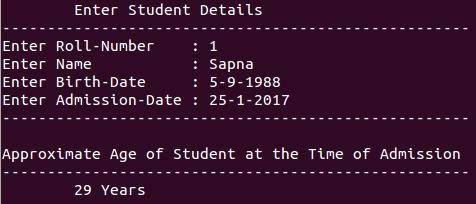 Enter Student Details
----------------------------------------------------
Enter Roll-Number    : 1
Enter Name           : Sapna
Enter Birth-Date     : 5-9-1988
Enter Admission-Date : 25-1-2017
----------------------------------------------------
Approximate Age of Student at the Time of Admission
----------------------------------------------------
29 Years